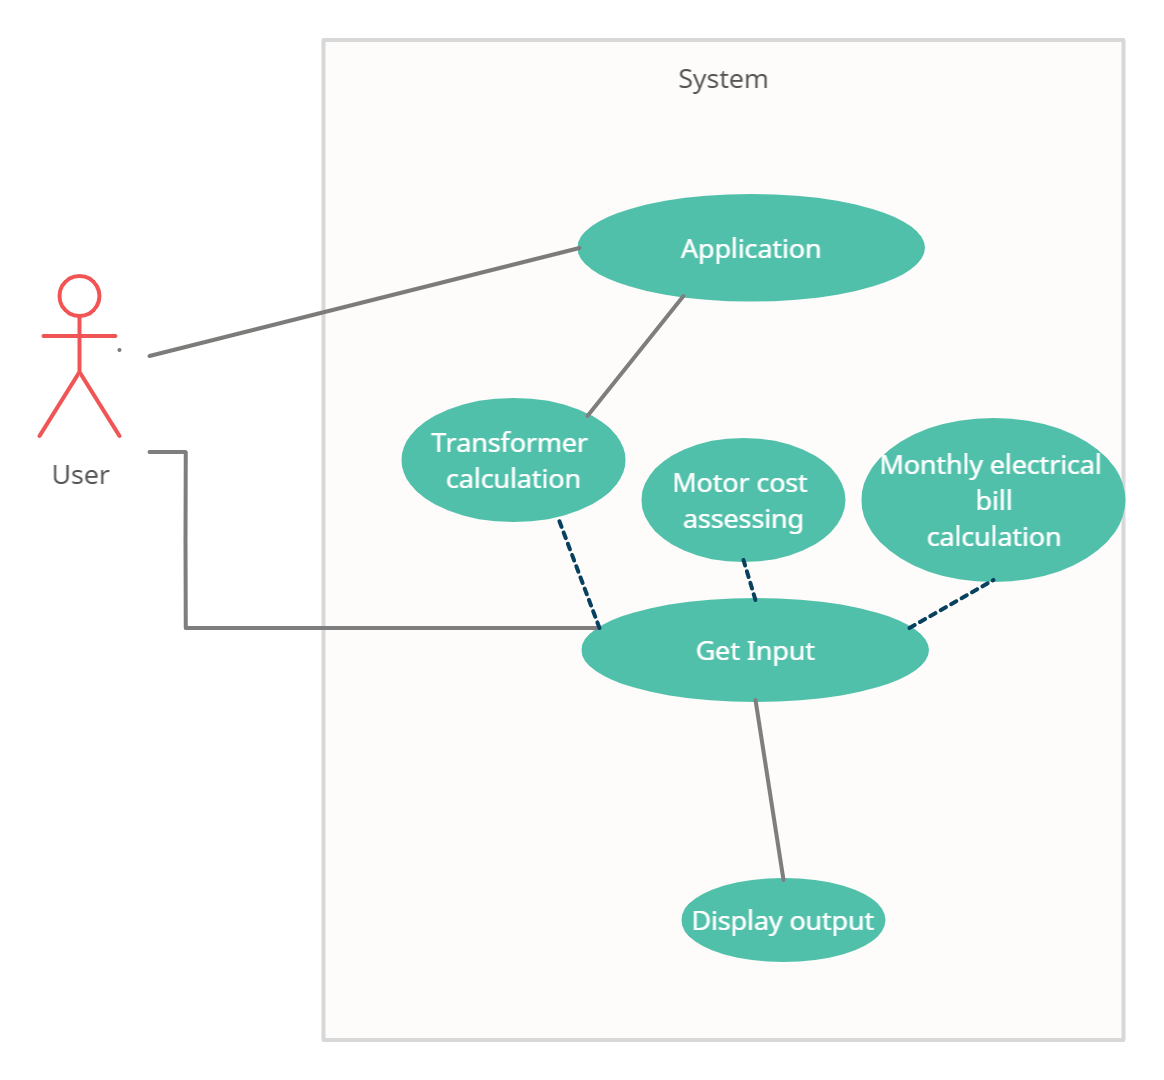 System
Application
User
Transformer
calculation
Motor cost
assessing
Monthly electrical
bill
calculation
Get Input
Display output